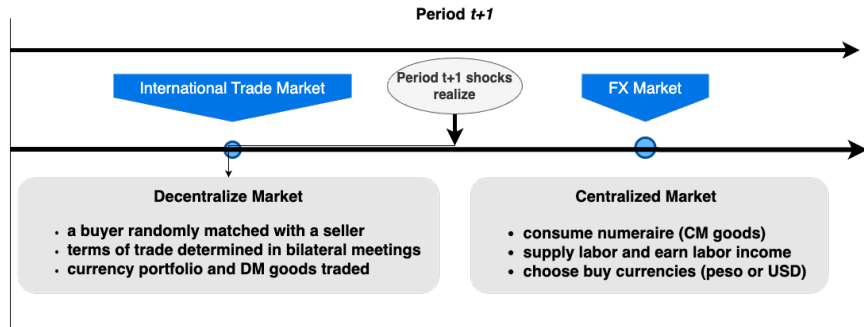 Period t+1
International Trade Market
Period t+1 shocks
realize
FX Market
Decentralize Market
• a buyer randomly matched with a seller
• terms of trade determined in bilateral meetings
• currency portfolio and DM goods traded
Centralized Market
• consume numeraire (CM goods)
• supply labor and earn labor income
• choose buy currencies (peso or USD)